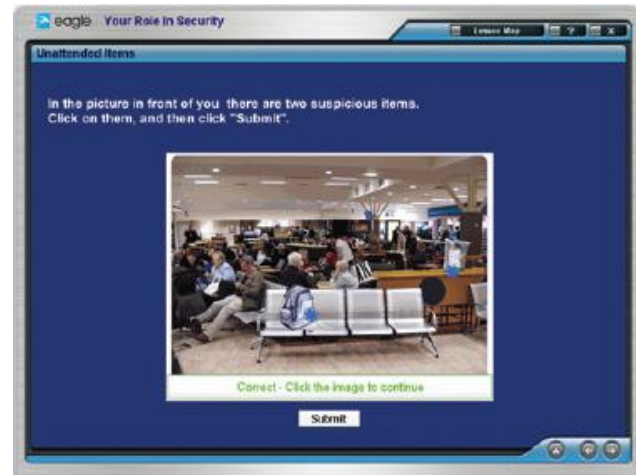 eagle Your Role In Security
Lesson Map ? X
Unattended Items
In the picture in front of you there are two suspicious items.
Click on them, and then click "Submit".
Correct - Click the image to continue
Submit